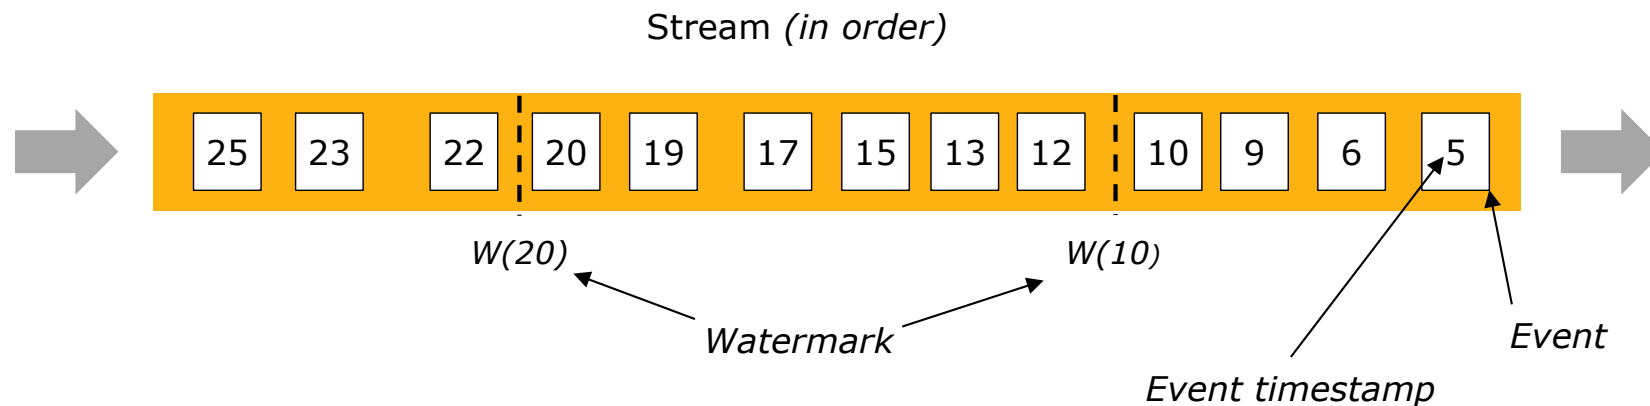 Stream (in order)
25 23 22 20 19 17 15 13 12 10 9 6 5
W(20) W(10)
Watermark
Event
Event timestamp